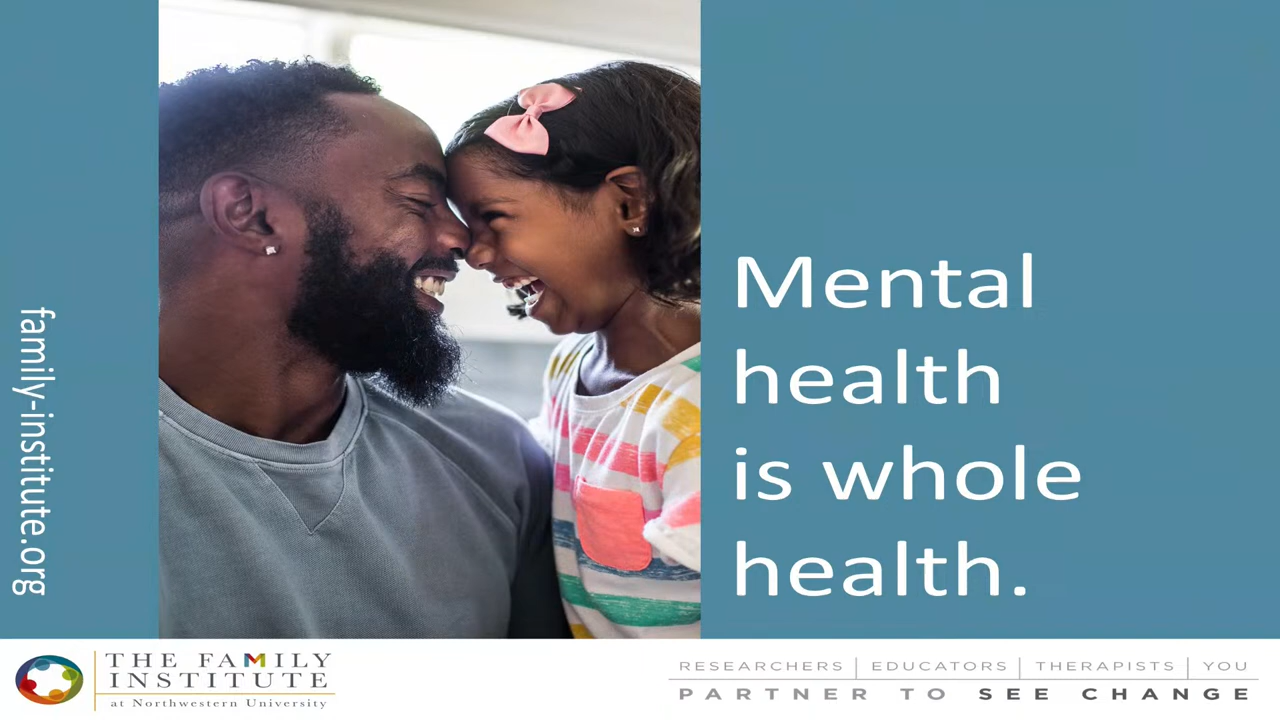 family-institute.org
Mental
health
is whole
health.
THE FAMILY
INSTITUTE
at Northwestern University
RESEARCHERS | EDUCATORS | THERAPISTS | YOU
PARTNER TO SEE CHANGE